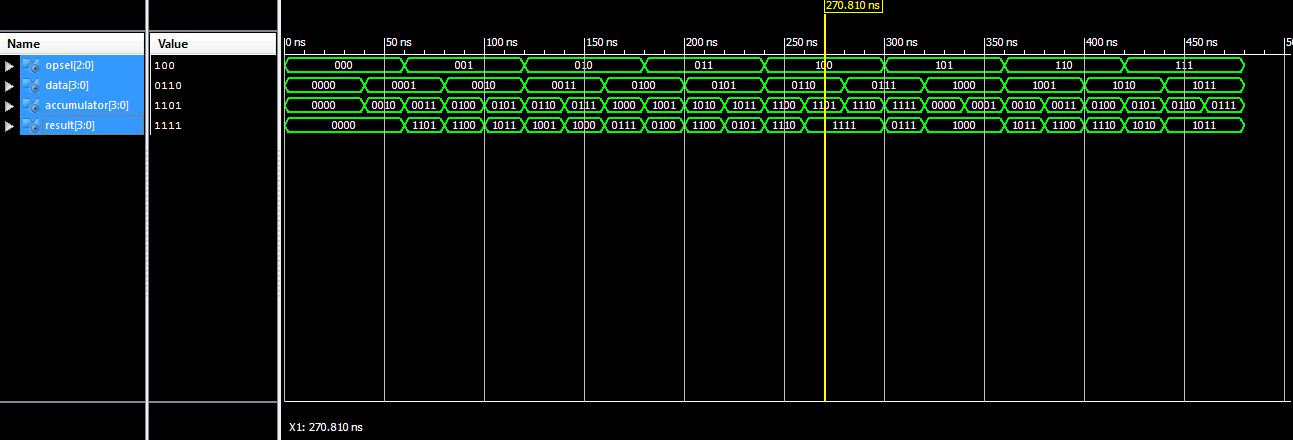 270.810 ns
Name Value
0 ns 50 ns 100 ns 150 ns 200 ns 250 ns 300 ns 350 ns 400 ns 450 ns 50
opsel[2:0] 100 000 001 010 011 100 101 110 111
data[3:0] 0110 0000 0001 0010 0011 0100 0101 0110 0111 1000 1001 1010 1011
accumulator[3:0] 1101 0000 0010 0011 0100 0101 0110 0111 1000 1001 1010 1011 1100 1101 1110 1111 0000 0001 0010 0011 0100 0101 0110 0111
result[3:0] 1111 0000 1101 1100 1011 1001 1000 0111 0100 1100 0101 1110 1111 0111 1000 1011 1100 1110 1010 1011
X1: 270.810 ns